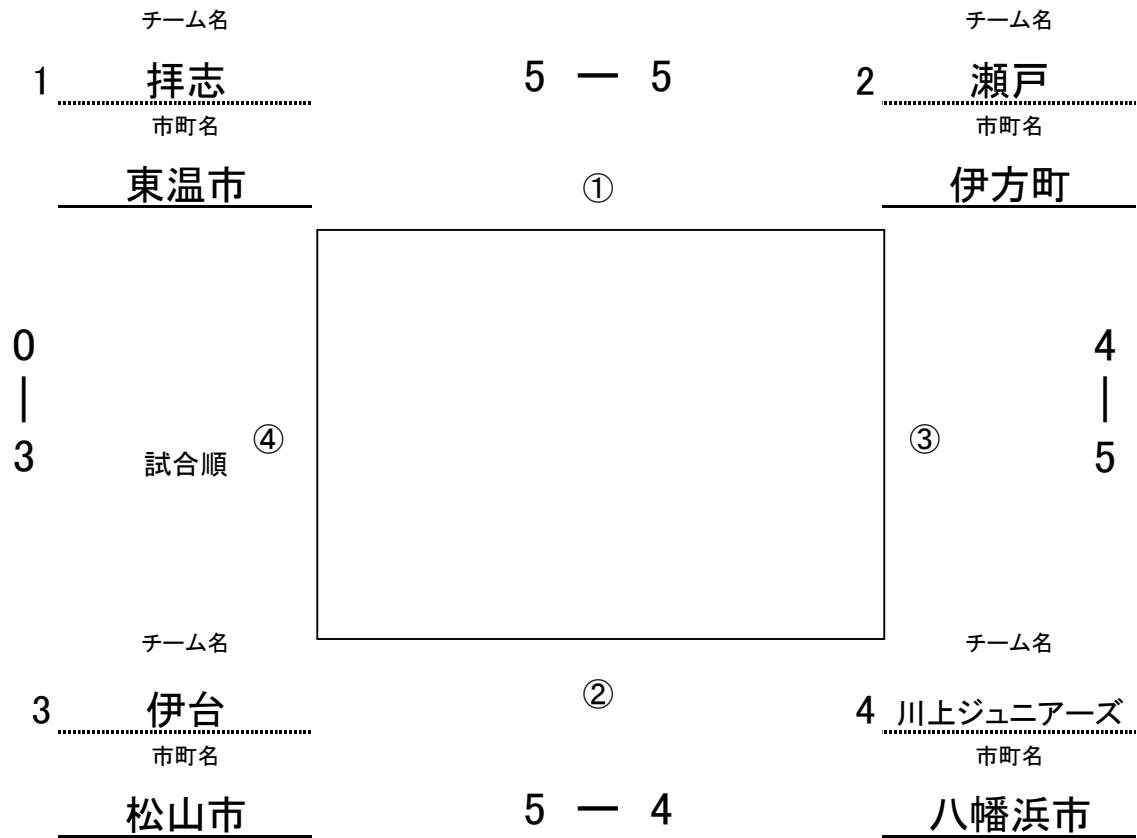 チーム名 チーム名
1 拝志 5 ー 5 2 瀬戸
市町名 市町名
東温市 ① 伊方町
0 4
| |
3 試合順 ④ ③ 5
チーム名 チーム名
3 伊台 ② 4 川上ジュニアーズ
市町名 市町名
松山市 5 ー 4 八幡浜市